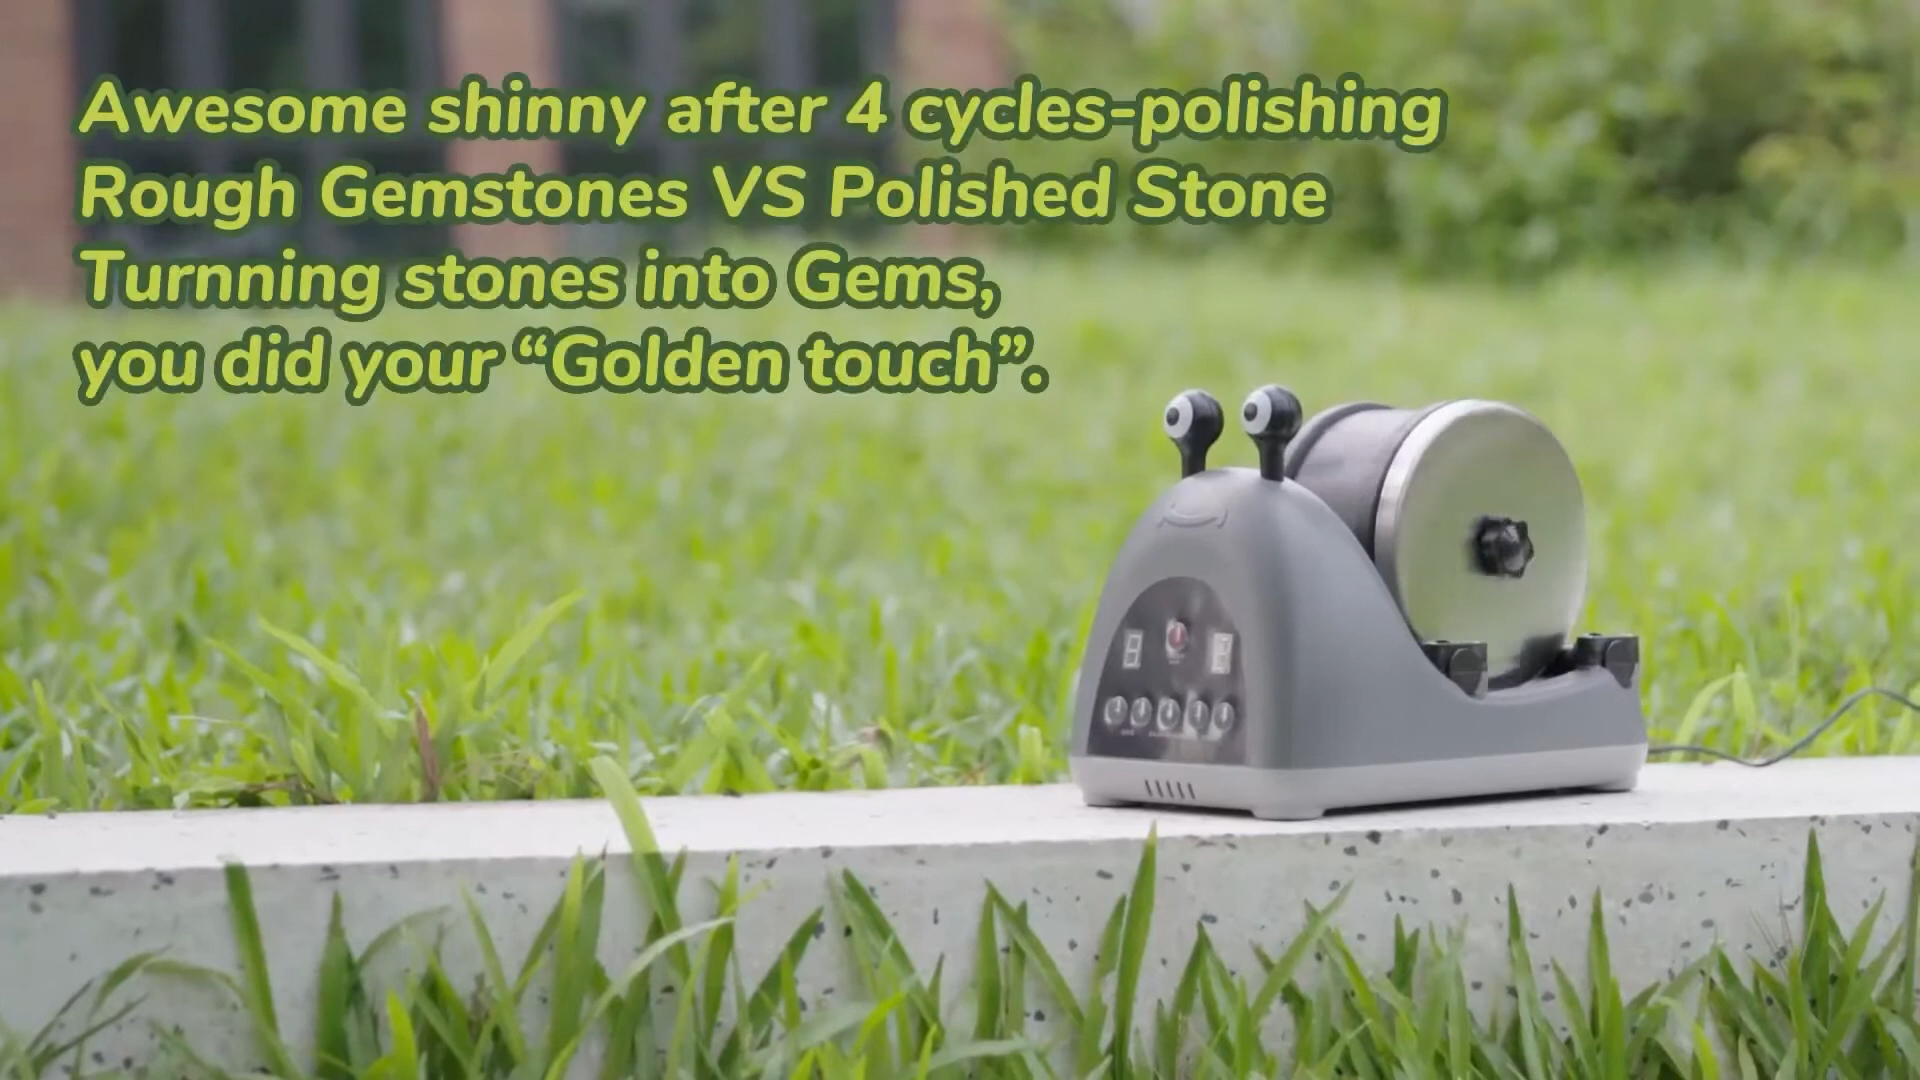 Awesome shinny after 4 cycles-polishing
Rough Gemstones VS Polished Stone
Turnning stones into Gems,
you did your “Golden touch”.